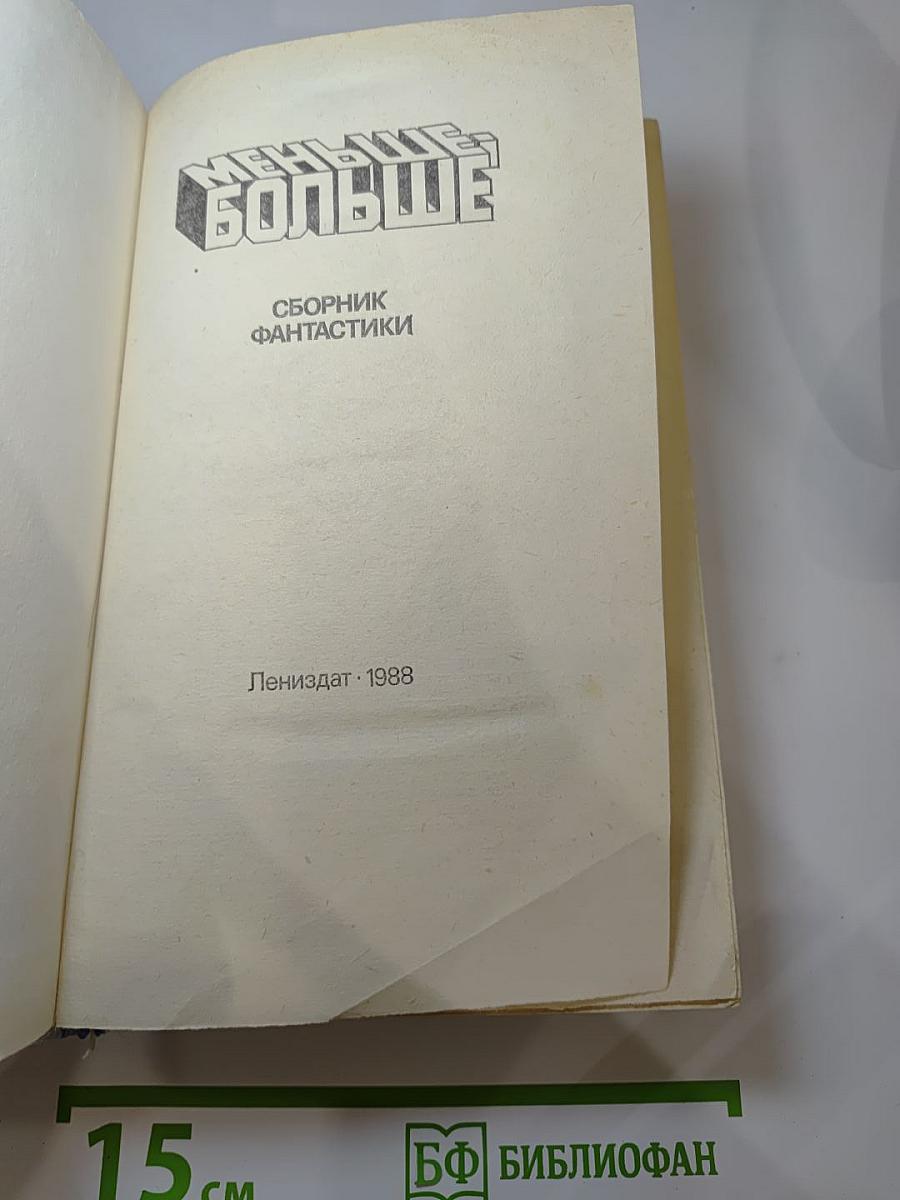 МЕНЬШЕ,
БОЛЬШЕ
СБОРНИК
ФАНТАСТИКИ
Лениздат · 1988
15 см
БФ БИБЛИОФАН